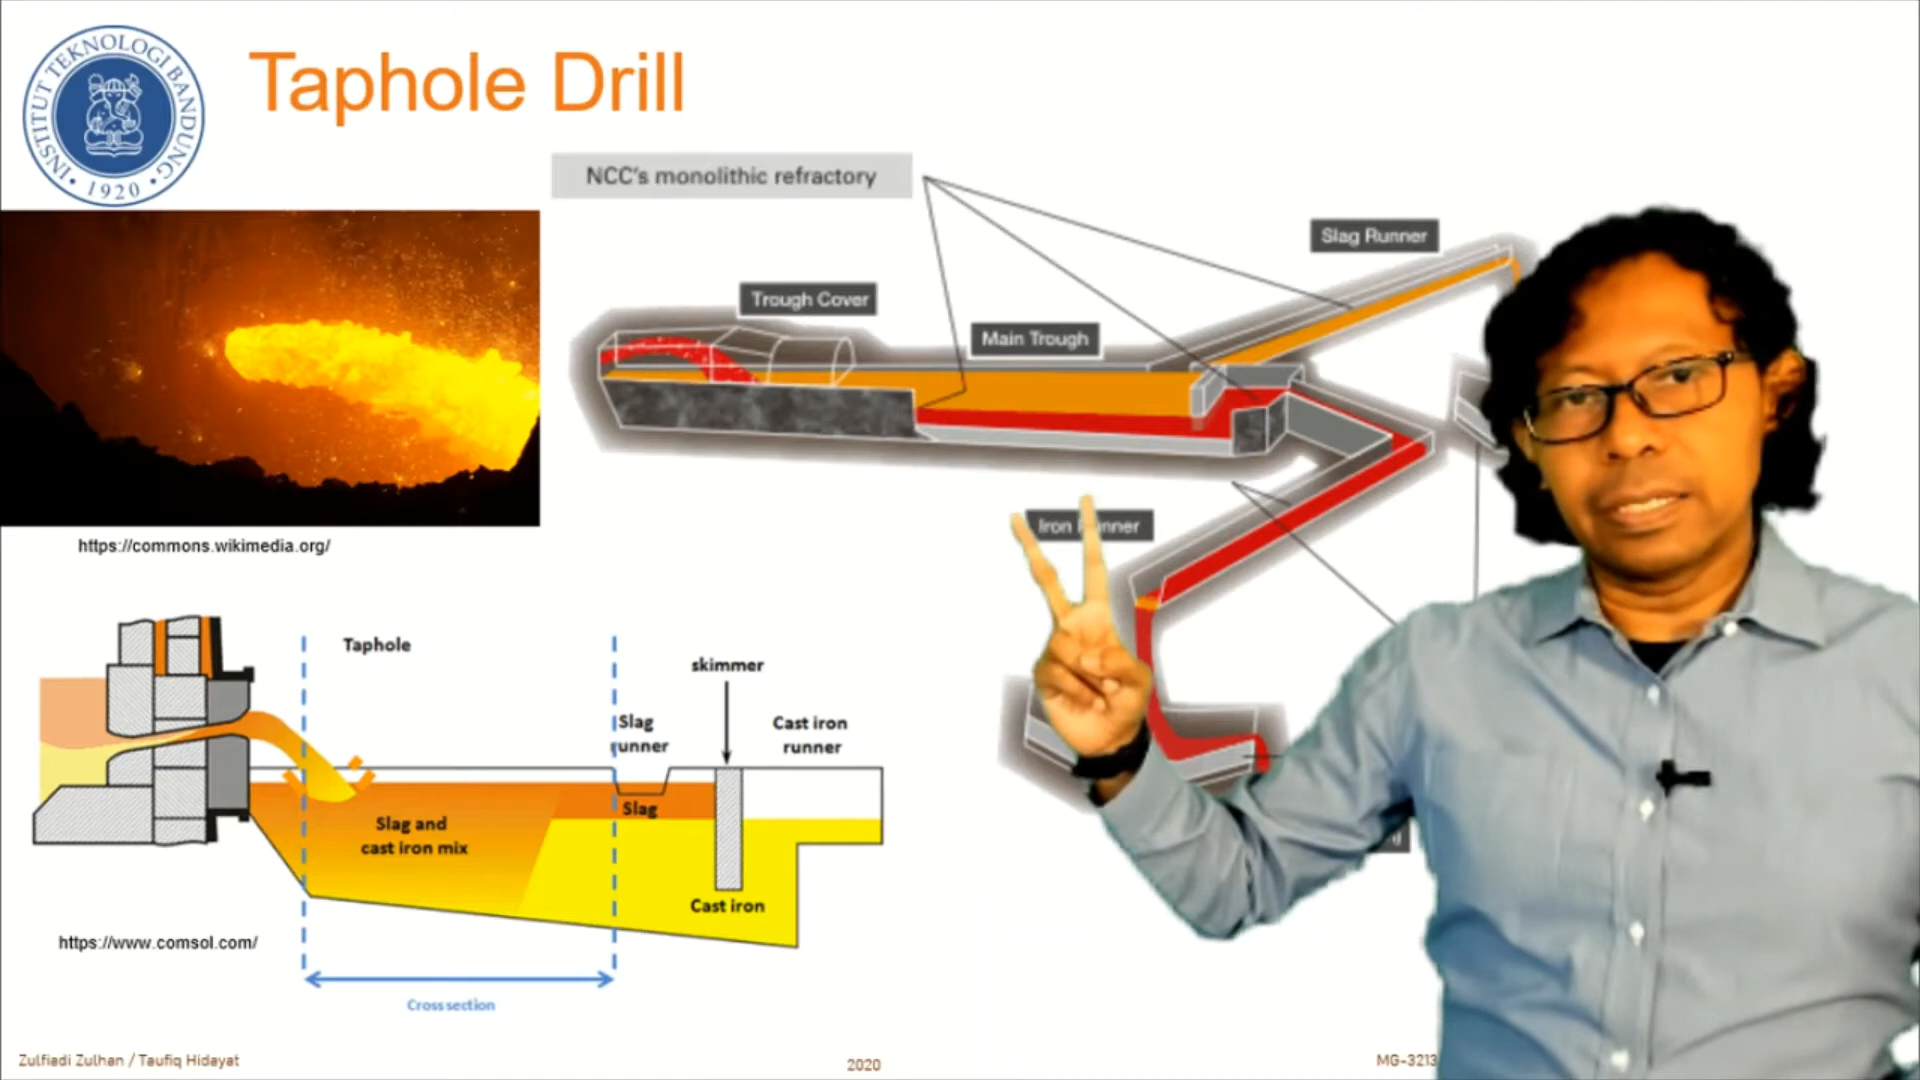 INSTITUT TEKNOLOGI BANDUNG
1920
Taphole Drill
NCC's monolithic refractory
Slag Runner
Trough Cover
Main Trough
Iron
https://commons.wikimedia.org/
Taphole
skimmer
Slag
runner
Cast iron
runner
Slag
Slag and
cast iron mix
Cast iron
https://www.comsol.com/
Cross section
Zulfiadi Zulhan / Taufiq Hidayat
2020
MG-3213